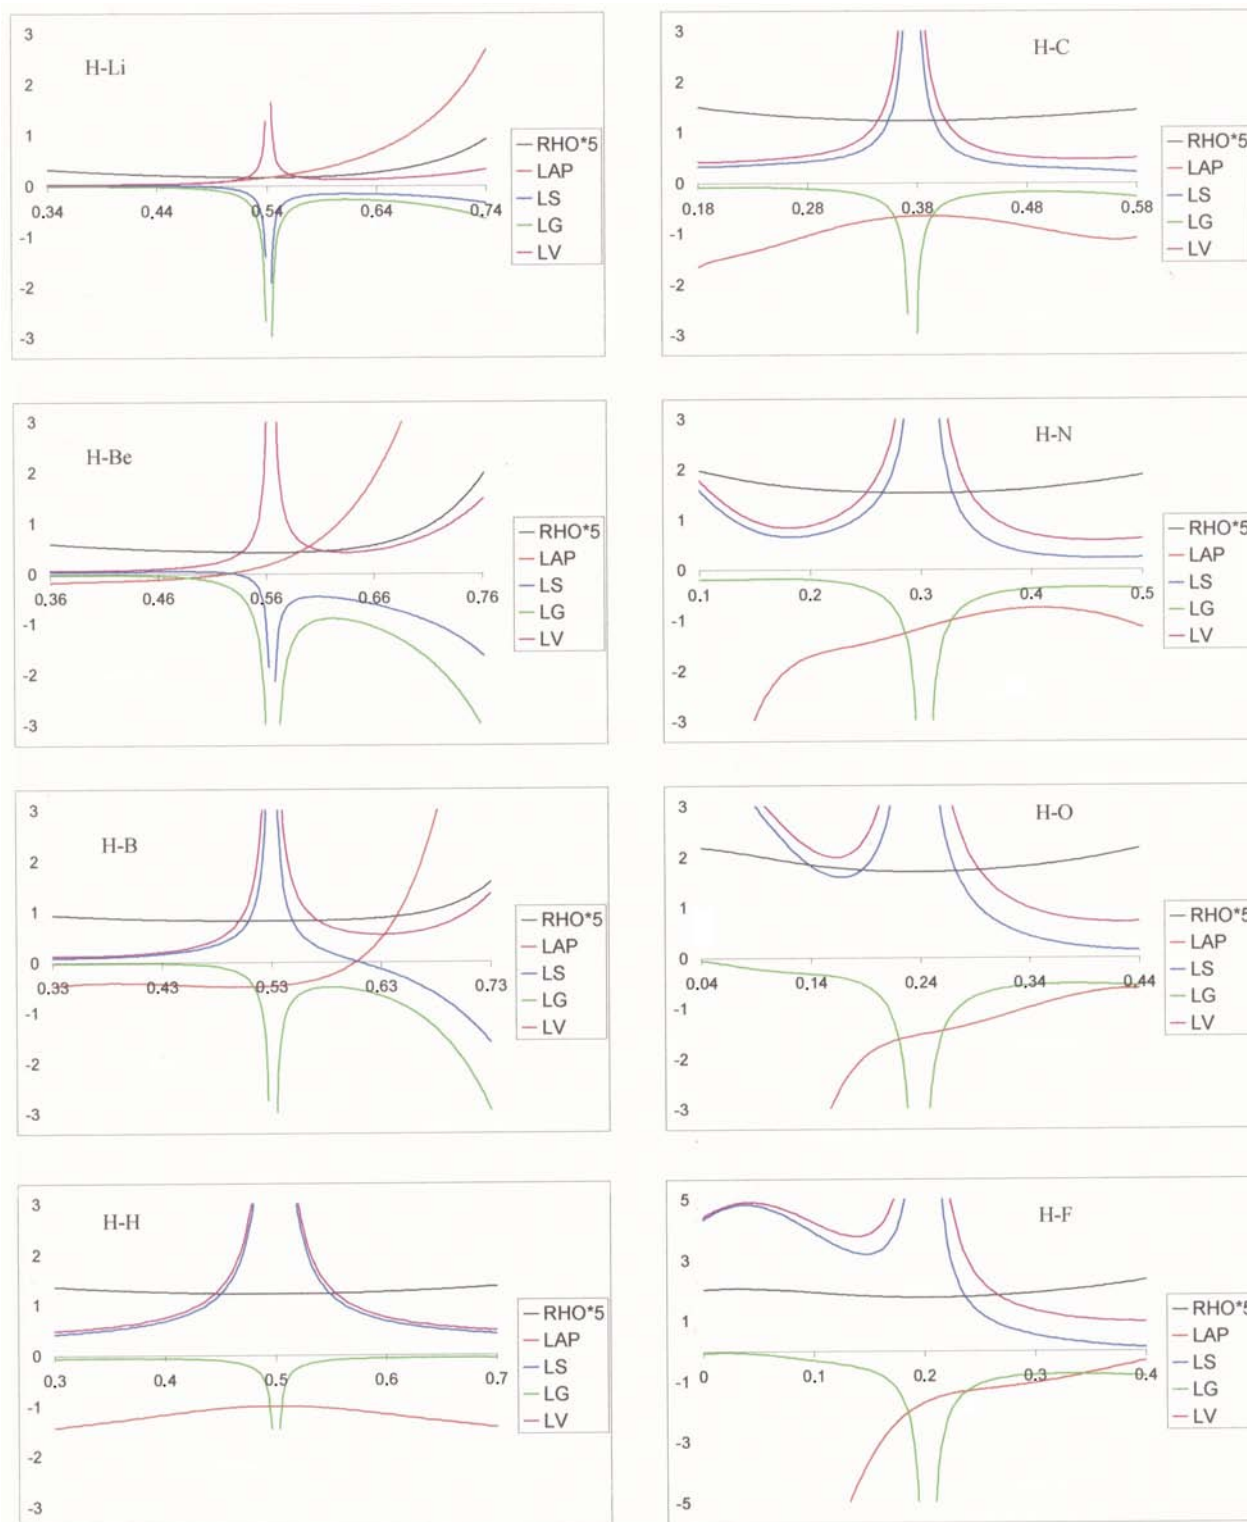 H-Li
3
2
1
0
-1
-2
-3
0.34 0.44 0.54 0.64 0.74
RHO*5
LAP
LS
LG
LV
H-C
3
2
1
0
-1
-2
-3
0.18 0.28 0.38 0.48 0.58
RHO*5
LAP
LS
LG
LV
H-Be
3
2
1
0
-1
-2
-3
0.36 0.46 0.56 0.66 0.76
RHO*5
LAP
LS
LG
LV
H-N
3
2
1
0
-1
-2
-3
0.1 0.2 0.3 0.4 0.5
RHO*5
LAP
LS
LG
LV
H-B
3
2
1
0
-1
-2
-3
0.33 0.43 0.53 0.63 0.73
RHO*5
LAP
LS
LG
LV
H-O
3
2
1
0
-1
-2
-3
0.04 0.14 0.24 0.34 0.44
RHO*5
LAP
LS
LG
LV
H-H
3
2
1
0
-1
-2
-3
0.3 0.4 0.5 0.6 0.7
RHO*5
LAP
LS
LG
LV
H-F
5
3
1
-1
-3
-5
0 0.1 0.2 0.3 0.4
RHO*5
LAP
LS
LG
LV